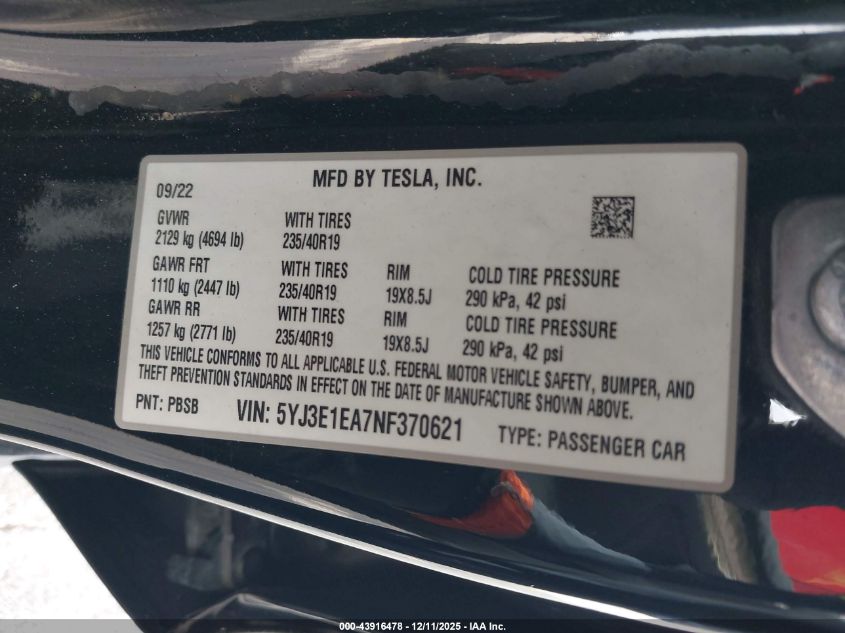 MFD BY TESLA, INC.
09/22
GVWR WITH TIRES
2129 kg (4694 lb) 235/40R19
GAWR FRT WITH TIRES RIM COLD TIRE PRESSURE
1110 kg (2447 lb) 235/40R19 19X8.5J 290 kPa, 42 psi
GAWR RR WITH TIRES RIM COLD TIRE PRESSURE
1257 kg (2771 lb) 235/40R19 19X8.5J 290 kPa, 42 psi
THIS VEHICLE CONFORMS TO ALL APPLICABLE U.S. FEDERAL MOTOR VEHICLE SAFETY, BUMPER, AND
THEFT PREVENTION STANDARDS IN EFFECT ON THE DATE OF MANUFACTURE SHOWN ABOVE.
PNT: PBSB VIN: 5YJ3E1EA7NF370621 TYPE: PASSENGER CAR
000-43916478 - 12/11/2025 - IAA Inc.